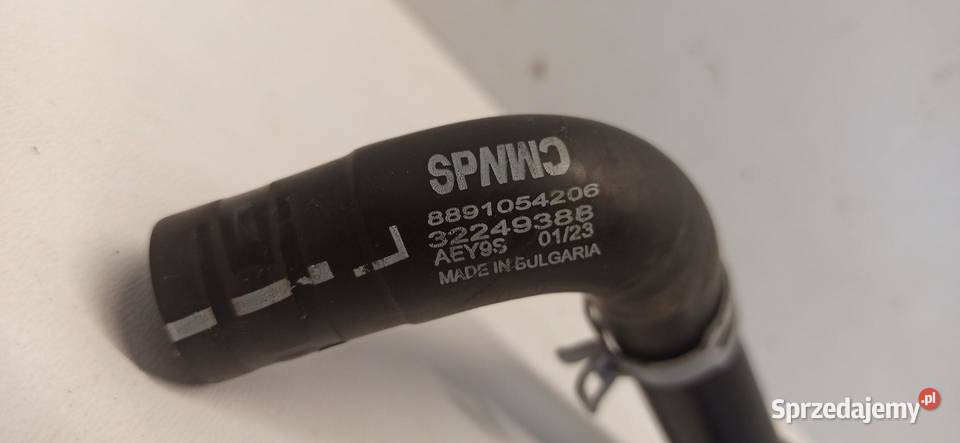 SPNWC
8891054206
32249388
AEY9S 01/23
MADE IN BULGARIA
Sprzedajemy.pl